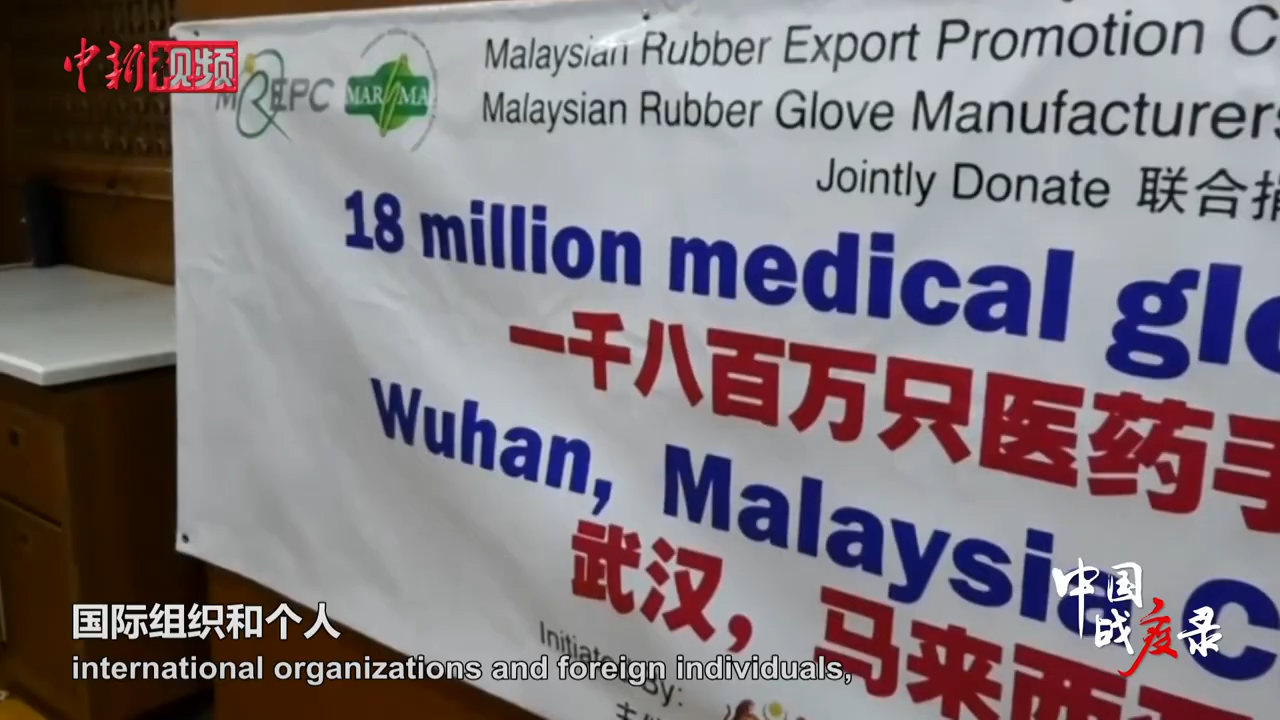 中新视频
MREPC
MARGMA
Malaysian Rubber Export Promotion C
Malaysian Rubber Glove Manufacturers
Jointly Donate 联合捐
18 million medical glo
一千八百万只医药手
Wuhan, Malaysia C
武汉，马来西亚
Initiated By:
中国
战疫录
国际组织和个人
international organizations and foreign individuals,